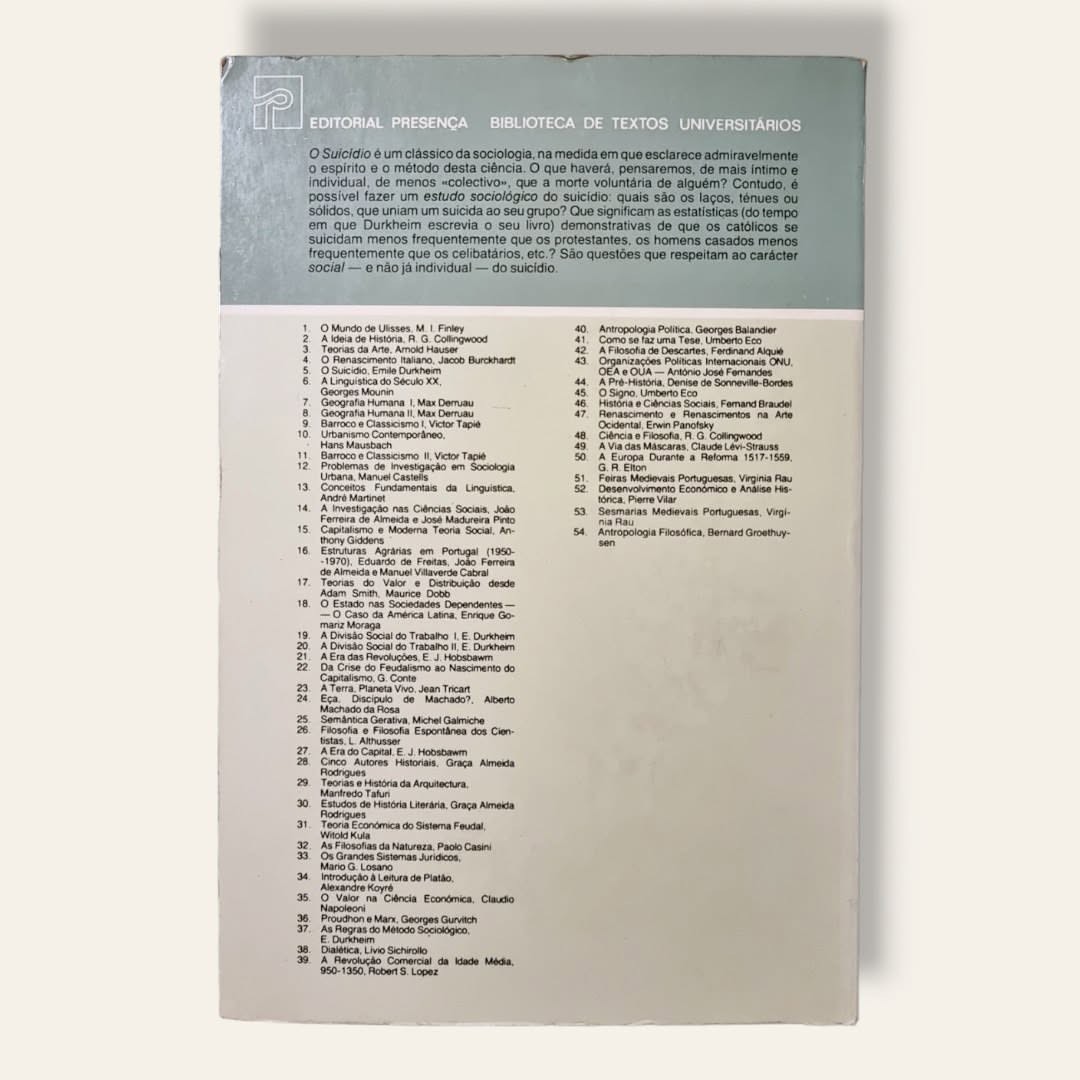 EDITORIAL PRESENÇA BIBLIOTECA DE TEXTOS UNIVERSITÁRIOS
O Suicídio é um clássico da sociologia, na medida em que esclarece admiravelmente
o espírito e o método desta ciência. O que haverá, pensaremos, de mais íntimo e
individual, de menos «colectivo», que a morte voluntária de alguém? Contudo, é
possível fazer um estudo sociológico do suicídio: quais são os laços, ténues ou
sólidos, que uniam um suicida ao seu grupo? Que significam as estatísticas (do tempo
em que Durkheim escrevia o seu livro) demonstrativas de que os católicos se
suicidam menos frequentemente que os protestantes, os homens casados menos
frequentemente que os celibatários, etc.? São questões que respeitam ao carácter
social — e não já individual — do suicídio.
1. O Mundo de Ulisses, M. I. Finley
2. A Ideia de História, R. G. Collingwood
3. Teorias da Arte, Arnold Hauser
4. O Renascimento Italiano, Jacob Burckhardt
5. O Suicídio, Emile Durkheim
6. A Linguística do Século XX,
Georges Mounin
7. Geografia Humana I, Max Derruau
8. Geografia Humana II, Max Derruau
9. Barroco e Classicismo I, Victor Tapié
10. Urbanismo Contemporâneo,
Hans Mausbach
11. Barroco e Classicismo II, Victor Tapié
12. Problemas de Investigação em Sociologia
Urbana, Manuel Castells
13. Conceitos Fundamentais da Linguística,
André Martinet
14. A Investigação nas Ciências Sociais, João
Ferreira de Almeida e José Madureira Pinto
15. Capitalismo e Moderna Teoria Social, An-
thony Giddens
16. Estruturas Agrárias em Portugal (1950-
-1970), Eduardo de Freitas, João Ferreira
de Almeida e Manuel Villaverde Cabral
17. Teorias do Valor e Distribuição desde
Adam Smith, Maurice Dobb
18. O Estado nas Sociedades Dependentes —
— O Caso da América Latina, Enrique Go-
mariz Moraga
19. A Divisão Social do Trabalho I, E. Durkheim
20. A Divisão Social do Trabalho II, E. Durkheim
21. A Era das Revoluções, E. J. Hobsbawm
22. Da Crise do Feudalismo ao Nascimento do
Capitalismo, G. Conte
23. A Terra, Planeta Vivo, Jean Tricart
24. Eça, Discípulo de Machado?, Alberto
Machado da Rosa
25. Semântica Gerativa, Michel Galmiche
26. Filosofia e Filosofia Espontânea dos Cien-
tistas, L. Althusser
27. A Era do Capital, E. J. Hobsbawm
28. Cinco Autores Historiais, Graça Almeida
Rodrigues
29. Teorias e História da Arquitectura,
Manfredo Tafuri
30. Estudos de História Literária, Graça Almeida
Rodrigues
31. Teoria Económica do Sistema Feudal,
Witold Kula
32. As Filosofias da Natureza, Paolo Casini
33. Os Grandes Sistemas Jurídicos,
Mario G. Losano
34. Introdução à Leitura de Platão,
Alexandre Koyré
35. O Valor na Ciência Económica, Claudio
Napoleoni
36. Proudhon e Marx, Georges Gurvitch
37. As Regras do Método Sociológico,
E. Durkheim
38. Dialética, Livio Sichirollo
39. A Revolução Comercial da Idade Média,
950-1350, Robert S. Lopez
40. Antropologia Política, Georges Balandier
41. Como se faz uma Tese, Umberto Eco
42. A Filosofia de Descartes, Ferdinand Alquié
43. Organizações Políticas Internacionais ONU,
OEA e OUA — António José Fernandes
44. A Pré-História, Denise de Sonneville-Bordes
45. O Signo, Umberto Eco
46. História e Ciências Sociais, Fernand Braudel
47. Renascimento e Renascimentos na Arte
Ocidental, Erwin Panofsky
48. Ciência e Filosofia, R. G. Collingwood
49. A Via das Máscaras, Claude Lévi-Strauss
50. A Europa Durante a Reforma 1517-1559,
G. R. Elton
51. Feiras Medievais Portuguesas, Virgínia Rau
52. Desenvolvimento Económico e Análise His-
tórica, Pierre Vilar
53. Sesmarias Medievais Portuguesas, Virgí-
nia Rau
54. Antropologia Filosófica, Bernard Groethuy-
sen